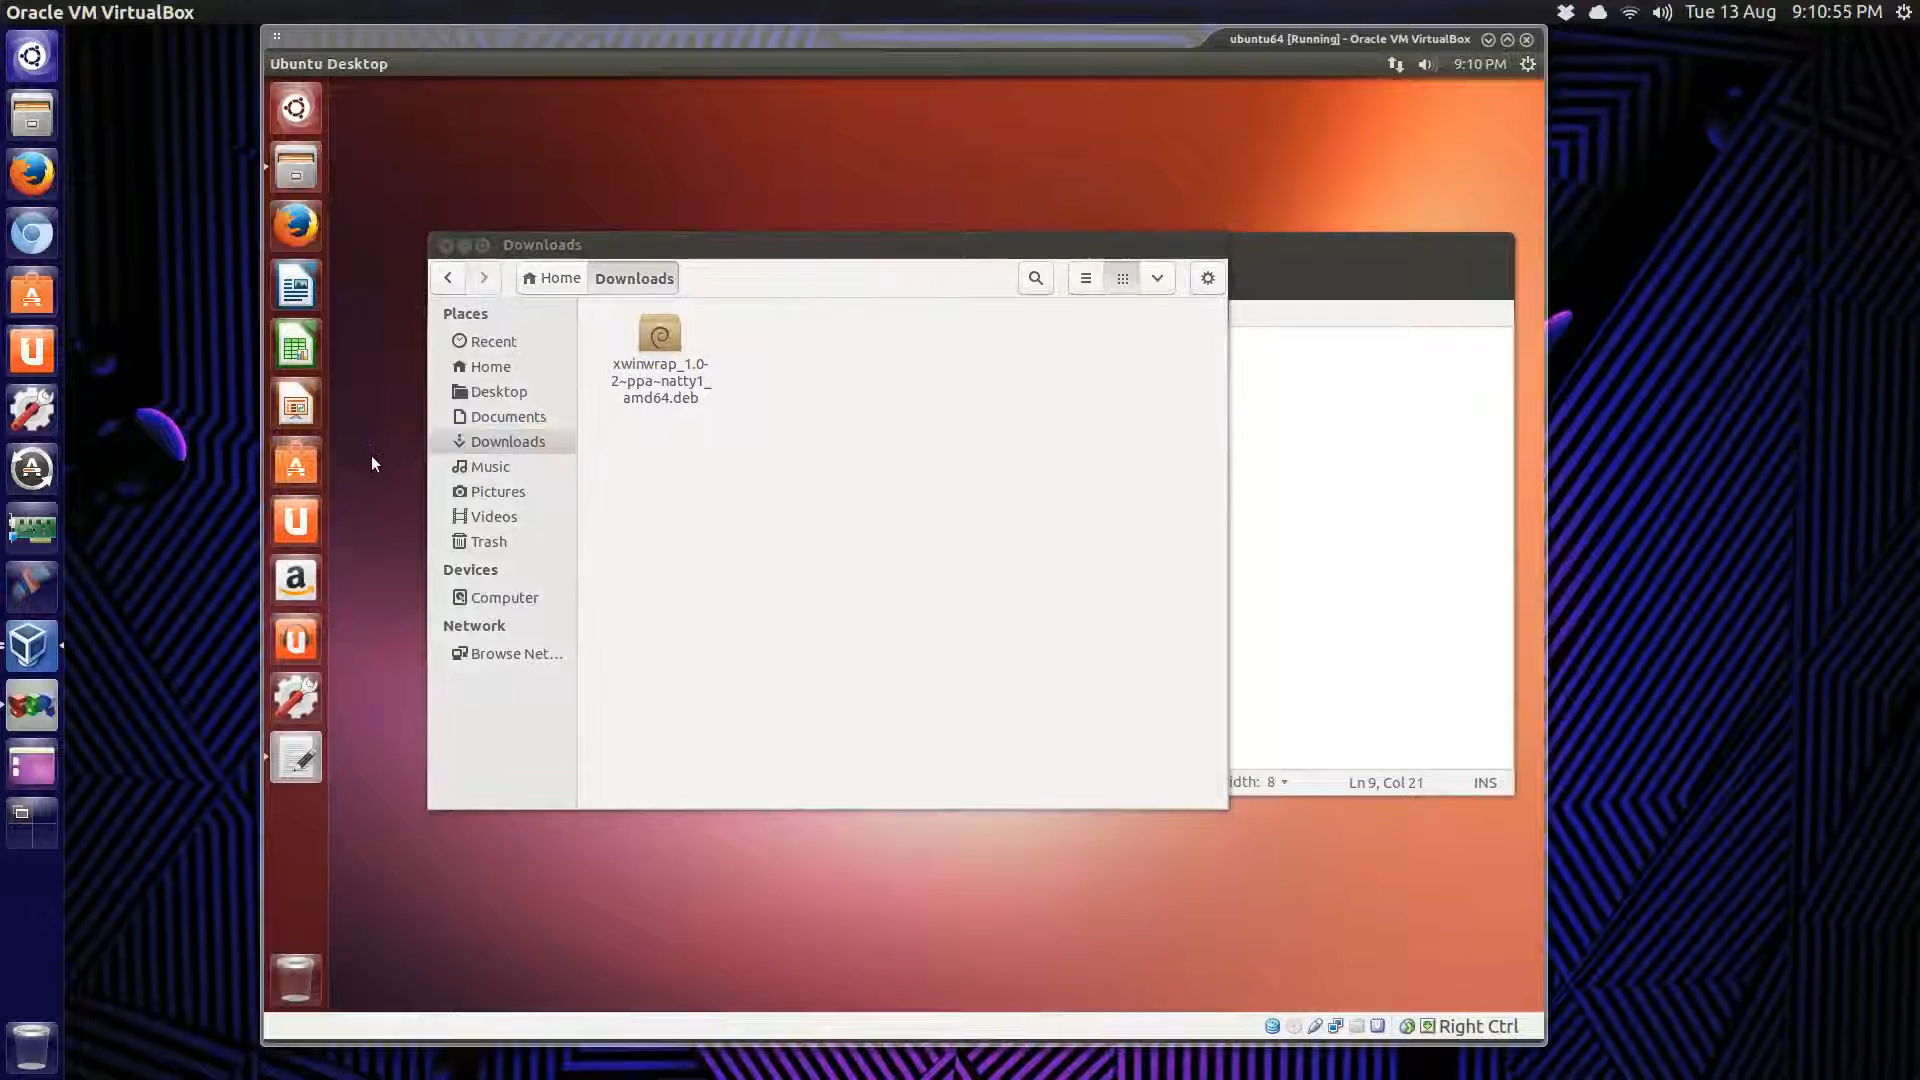 Oracle VM VirtualBox
Tue 13 Aug 9:10:55 PM
ubuntu64 [Running] - Oracle VM VirtualBox
Ubuntu Desktop
9:10 PM
Downloads
Home
Downloads
Places
Recent
Home
Desktop
Documents
Downloads
Music
Pictures
Videos
Trash
Devices
Computer
Network
Browse Net...
xwinwrap_1.0-
2~ppa~natty1_
amd64.deb
idth: 8
Ln 9, Col 21
INS
Right Ctrl